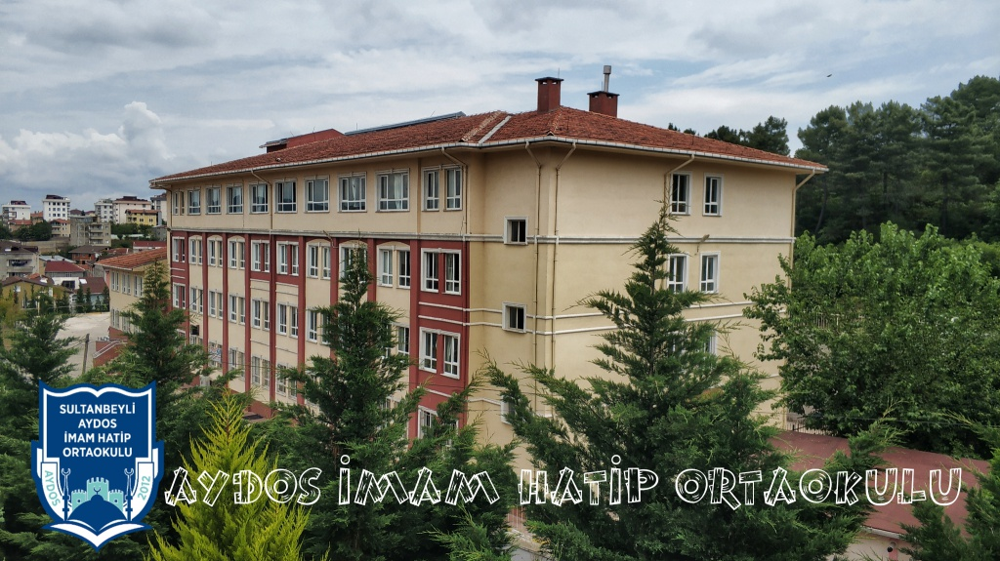 SULTANBEYLİ
AYDOS
İMAM HATİP
ORTAOKULU
AYDOS
2012
AYDOS İMAM HATİP ORTAOKULU